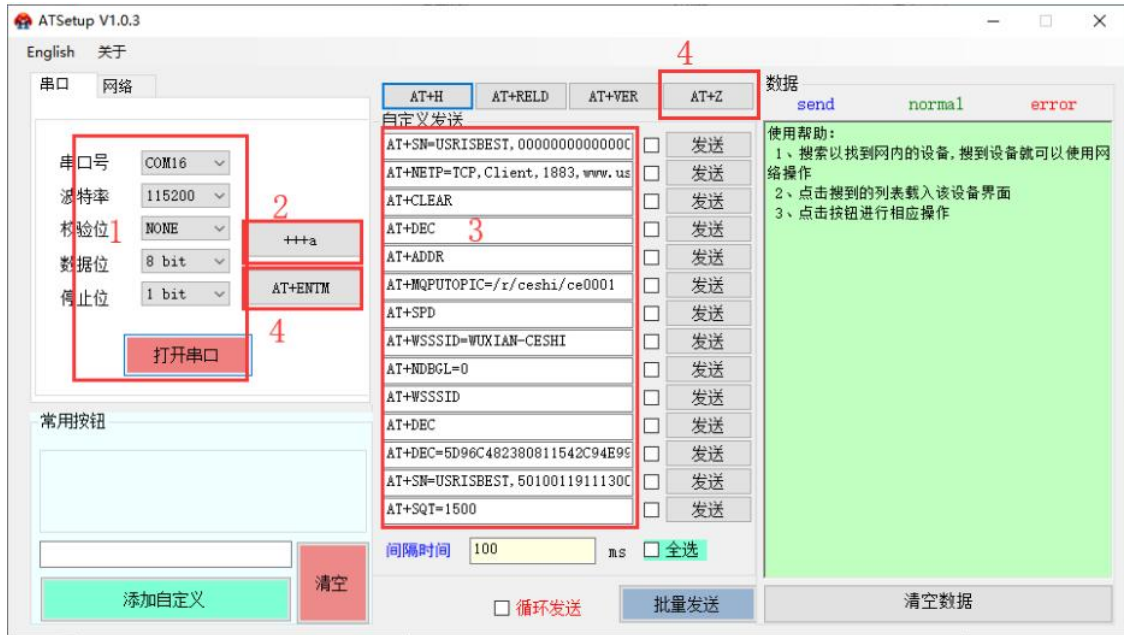 ATSetup V1.0.3
English 关于
串口 网络
串口号 COM16
波特率 115200
校验位 NONE
数据位 8 bit
停止位 1 bit
打开串口
1
2
+++a
AT+ENTM
4
常用按钮
添加自定义
清空
4
AT+H AT+RELD AT+VER AT+Z
自定义发送
AT+SN=USRISBEST,000000000000000C 发送
AT+NETP=TCP,Client,1883,www.us 发送
AT+CLEAR 发送
AT+DEC 发送
3
AT+ADDR 发送
AT+MQPUTOPIC=/r/ceshi/ce0001 发送
AT+SPD 发送
AT+WSSSID=WUXIAN-CESHI 发送
AT+NDBGL=0 发送
AT+WSSSID 发送
AT+DEC 发送
AT+DEC=5D96C482380811542C94E99 发送
AT+SN=USRISBEST,5010011911130C 发送
AT+SQT=1500 发送
间隔时间 100 ms 全选
循环发送 批量发送
数据
send normal error
使用帮助:
1、搜索以找到网内的设备,搜到设备就可以使用网
络操作
2、点击搜到的列表载入该设备界面
3、点击按钮进行相应操作
清空数据